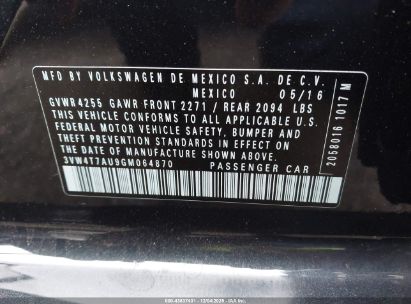 MFD BY VOLKSWAGEN DE MEXICO S.A. DE C.V.
MEXICO 05/16
GVWR4255 GAWR FRONT 2271 / REAR 2094 LBS
THIS VEHICLE CONFORMS TO ALL APPLICABLE U.S.
FEDERAL MOTOR VEHICLE SAFETY, BUMPER AND
THEFT PREVENTION STANDARDS IN EFFECT ON THE
DATE OF MANUFACTURE SHOWN ABOVE.
3VW4T7AU9GM064870 PASSENGER CAR
2058016 1017 M